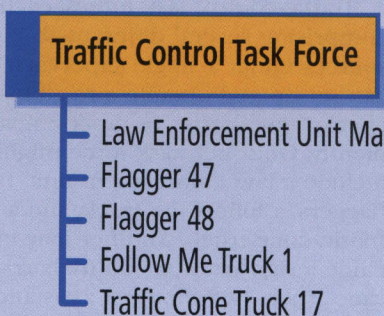 Traffic Control Task Force
Law Enforcement Unit
Flagger 47
Flagger 48
Follow Me Truck 1
Traffic Cone Truck 17